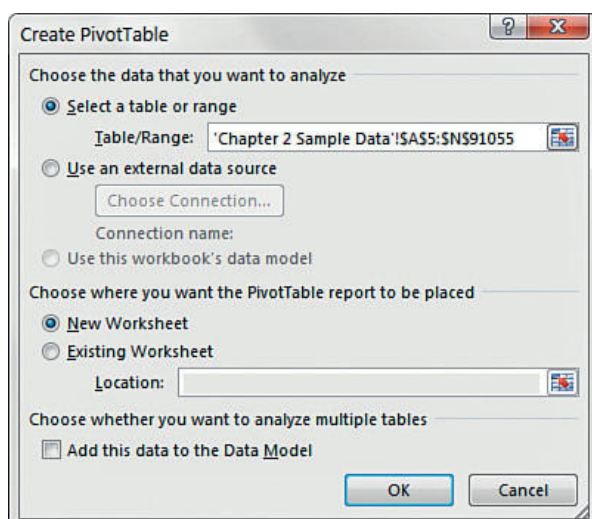 Create PivotTable
?
Choose the data that you want to analyze
Select a table or range
Table/Range: 'Chapter 2 Sample Data'!$A$5:$N$91055
Use an external data source
Choose Connection...
Connection name:
Use this workbook's data model
Choose where you want the PivotTable report to be placed
New Worksheet
Existing Worksheet
Location:
Choose whether you want to analyze multiple tables
Add this data to the Data Model
OK Cancel